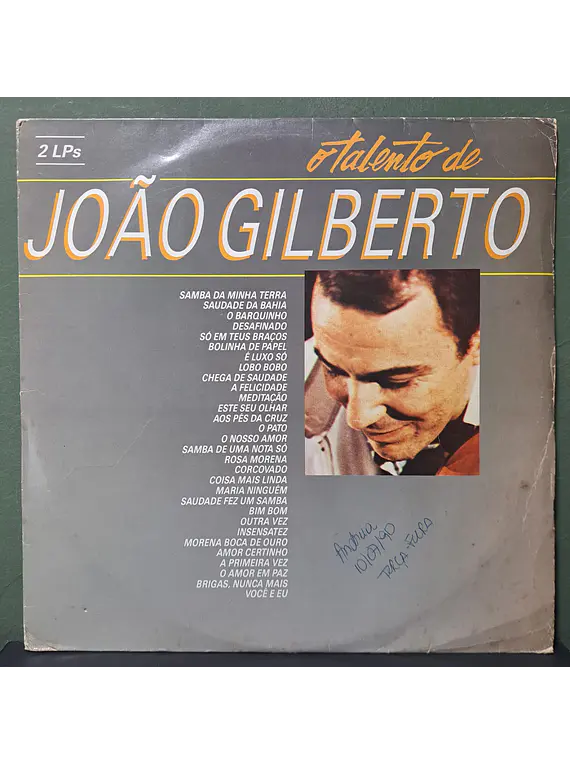 2 LPs
o talento de
JOÃO GILBERTO
SAMBA DA MINHA TERRA
SAUDADE DA BAHIA
O BARQUINHO
DESAFINADO
SÓ EM TEUS BRAÇOS
BOLINHA DE PAPEL
É LUXO SÓ
LOBO BOBO
CHEGA DE SAUDADE
A FELICIDADE
MEDITAÇÃO
ESTE SEU OLHAR
AOS PÉS DA CRUZ
O PATO
O NOSSO AMOR
SAMBA DE UMA NOTA SÓ
ROSA MORENA
CORCOVADO
COISA MAIS LINDA
MARIA NINGUÉM
SAUDADE FEZ UM SAMBA
BIM BOM
OUTRA VEZ
INSENSATEZ
MORENA BOCA DE OURO
AMOR CERTINHO
A PRIMEIRA VEZ
O AMOR EM PAZ
BRIGAS, NUNCA MAIS
VOCÊ E EU
10/07/90
TERÇA-FEIRA